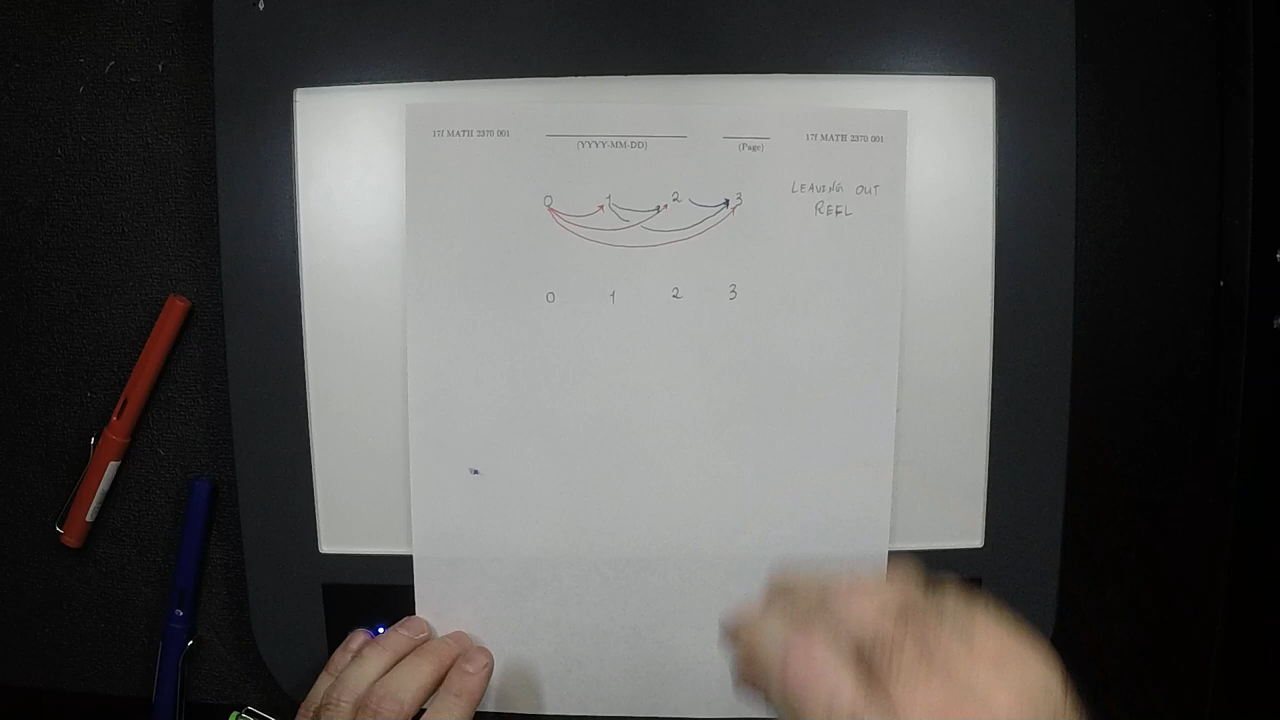 17f MATH 2370 001
(YYYY-MM-DD)
(Page)
17f MATH 2370 001
0 1 2 3
LEAVING OUT
REFL
0 1 2 3